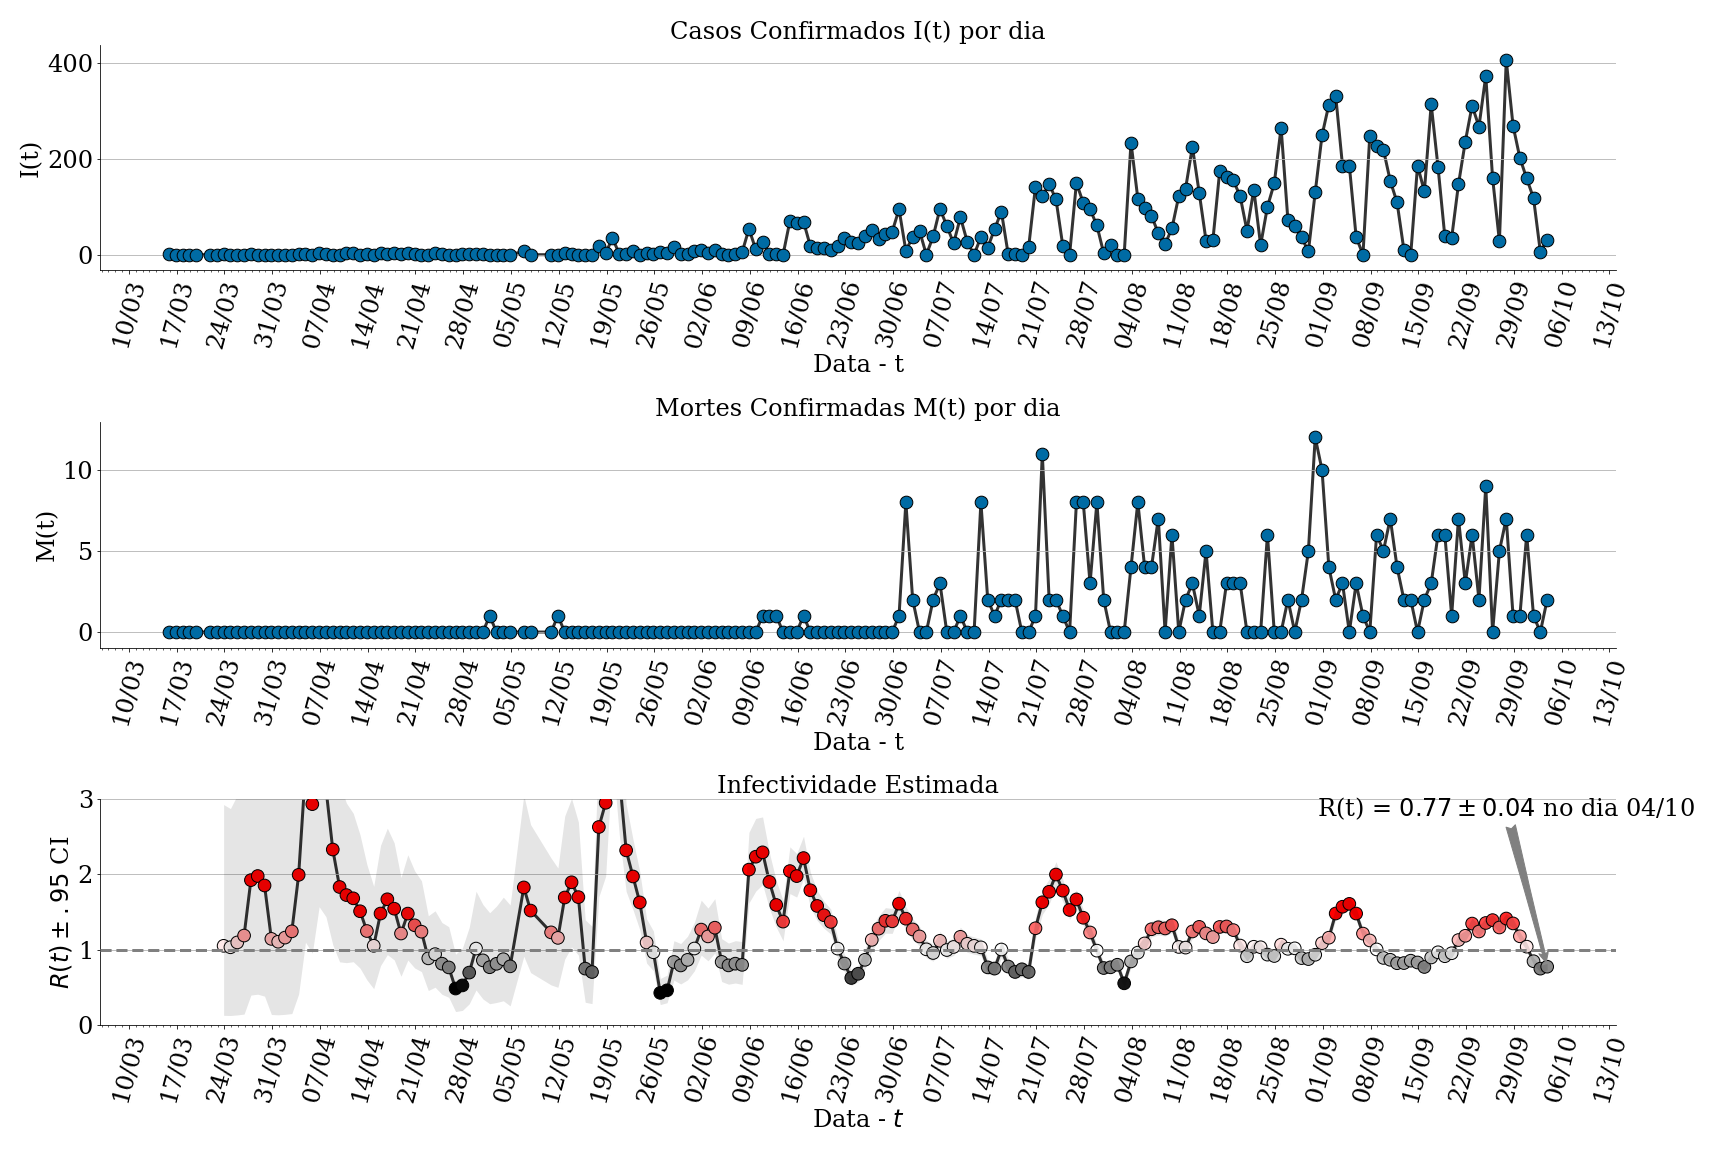 Casos Confirmados I(t) por dia
I(t)
400
200
0
10/03 17/03 24/03 31/03 07/04 14/04 21/04 28/04 05/05 12/05 19/05 26/05 02/06 09/06 16/06 23/06 30/06 07/07 14/07 21/07 28/07 04/08 11/08 18/08 25/08 01/09 08/09 15/09 22/09 29/09 06/10 13/10
Data - t
Mortes Confirmadas M(t) por dia
M(t)
10
5
0
10/03 17/03 24/03 31/03 07/04 14/04 21/04 28/04 05/05 12/05 19/05 26/05 02/06 09/06 16/06 23/06 30/06 07/07 14/07 21/07 28/07 04/08 11/08 18/08 25/08 01/09 08/09 15/09 22/09 29/09 06/10 13/10
Data - t
Infectividade Estimada
R(t) ± .95 CI
3
2
1
0
R(t) = 0.77 ± 0.04 no dia 04/10
10/03 17/03 24/03 31/03 07/04 14/04 21/04 28/04 05/05 12/05 19/05 26/05 02/06 09/06 16/06 23/06 30/06 07/07 14/07 21/07 28/07 04/08 11/08 18/08 25/08 01/09 08/09 15/09 22/09 29/09 06/10 13/10
Data - t